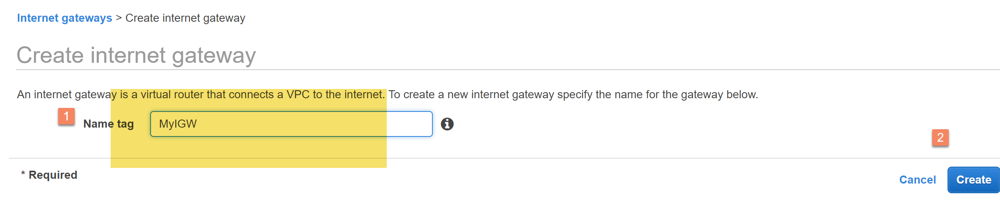 Internet gateways > Create internet gateway
Create internet gateway
An internet gateway is a virtual router that connects a VPC to the internet. To create a new internet gateway specify the name for the gateway below.
1
Name tag MyIGW
2
* Required
Cancel Create